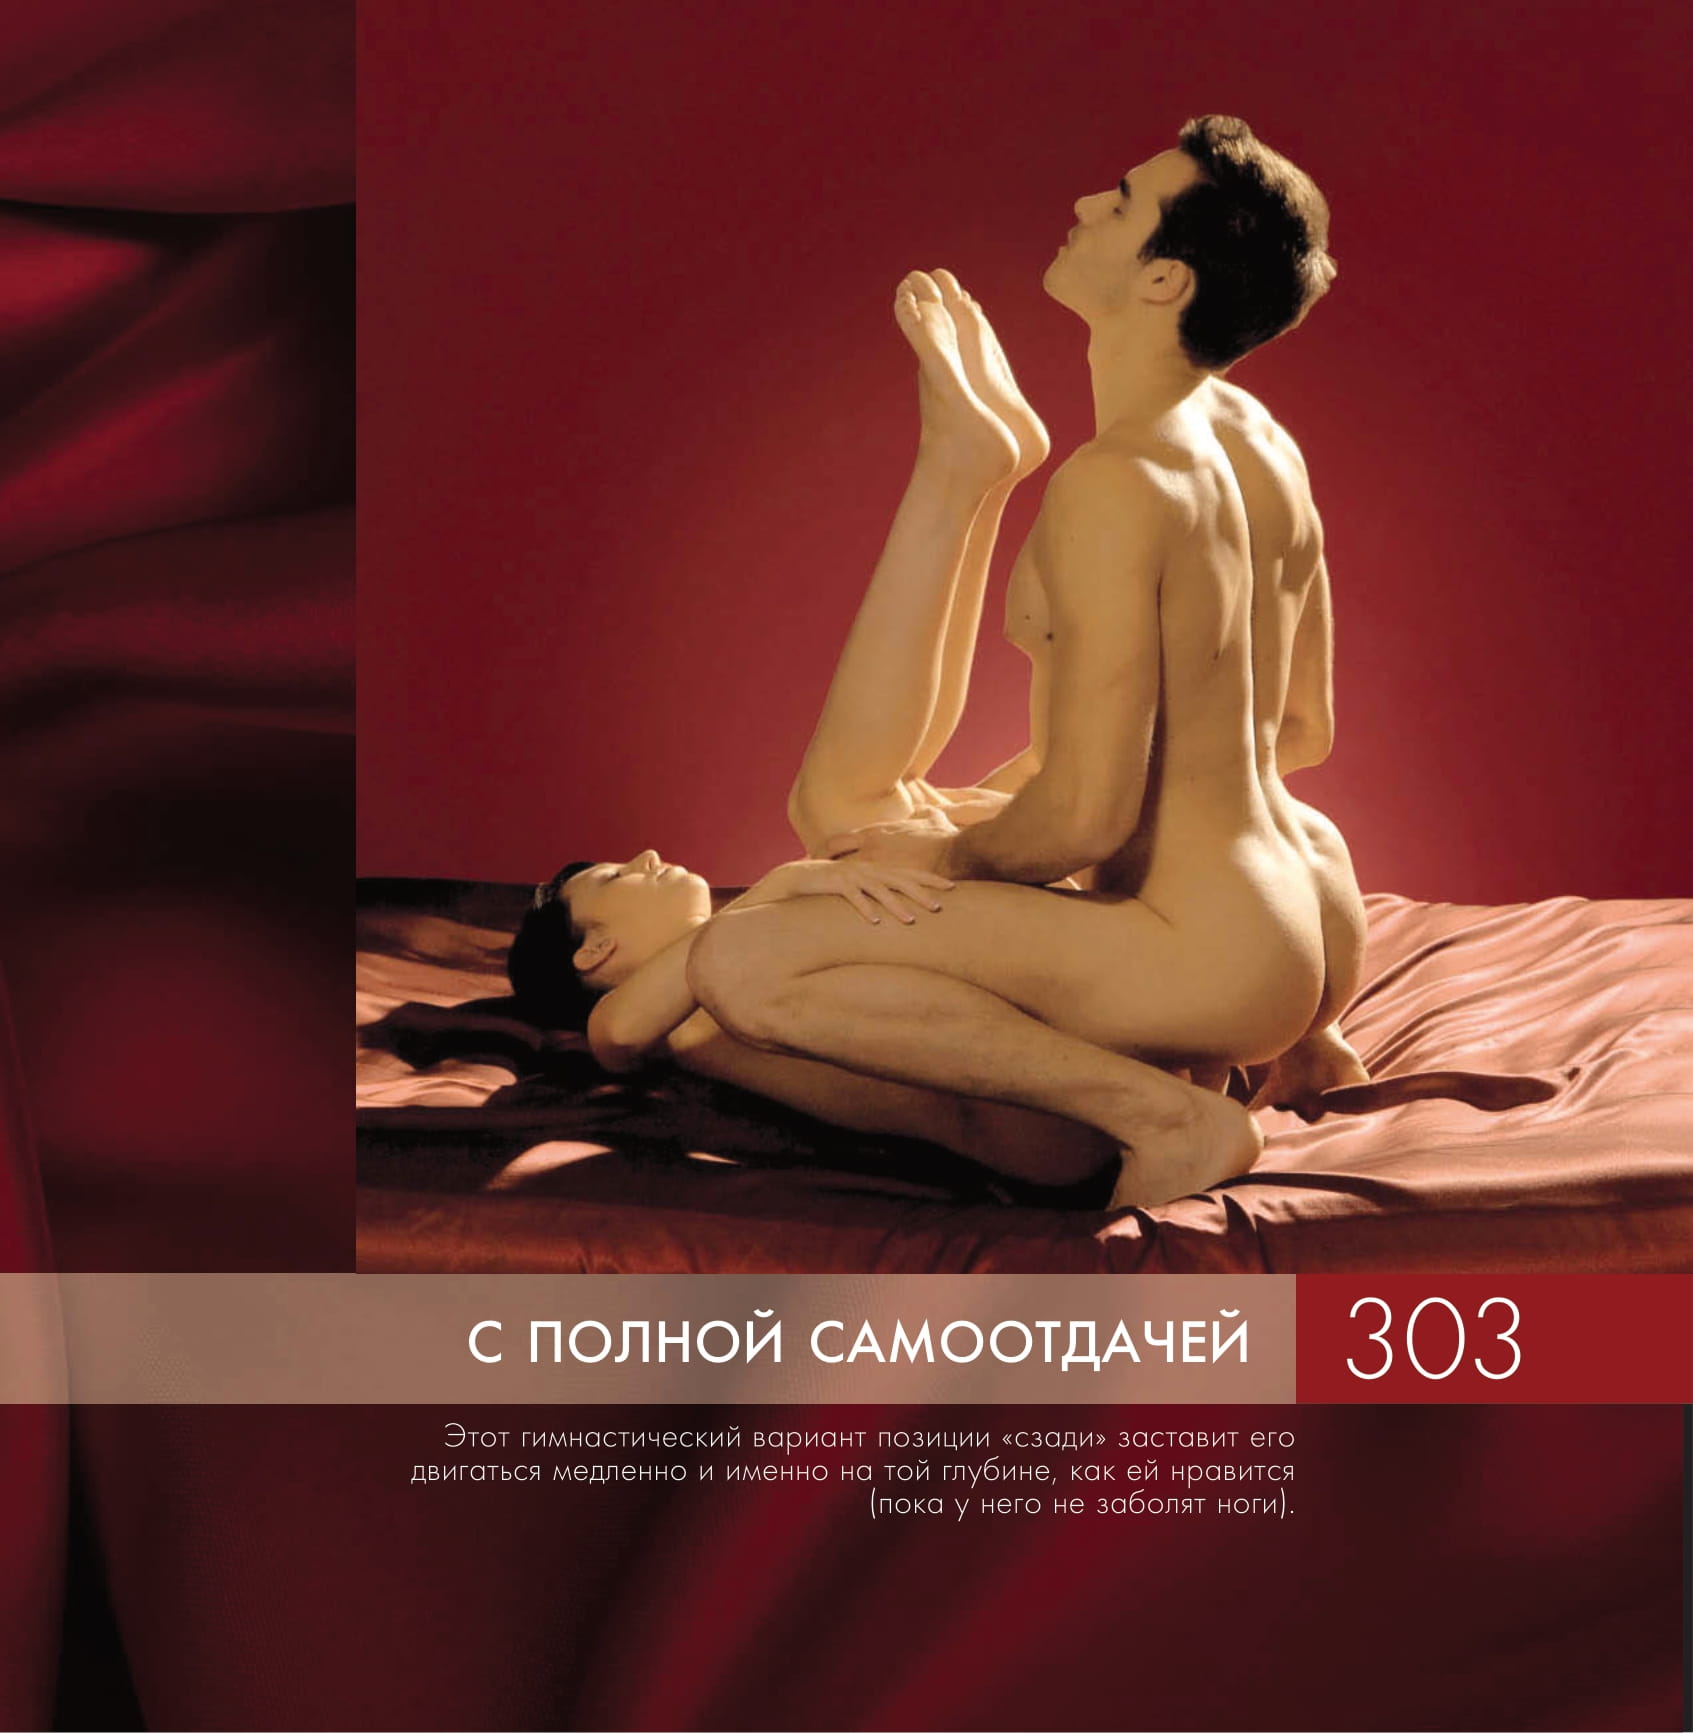 С ПОЛНОЙ САМООТДАЧЕЙ 303
Этот гимнастический вариант позиции «сзади» заставит его
двигаться медленно и именно на той глубине, как ей нравится
(пока у него не заболят ноги).